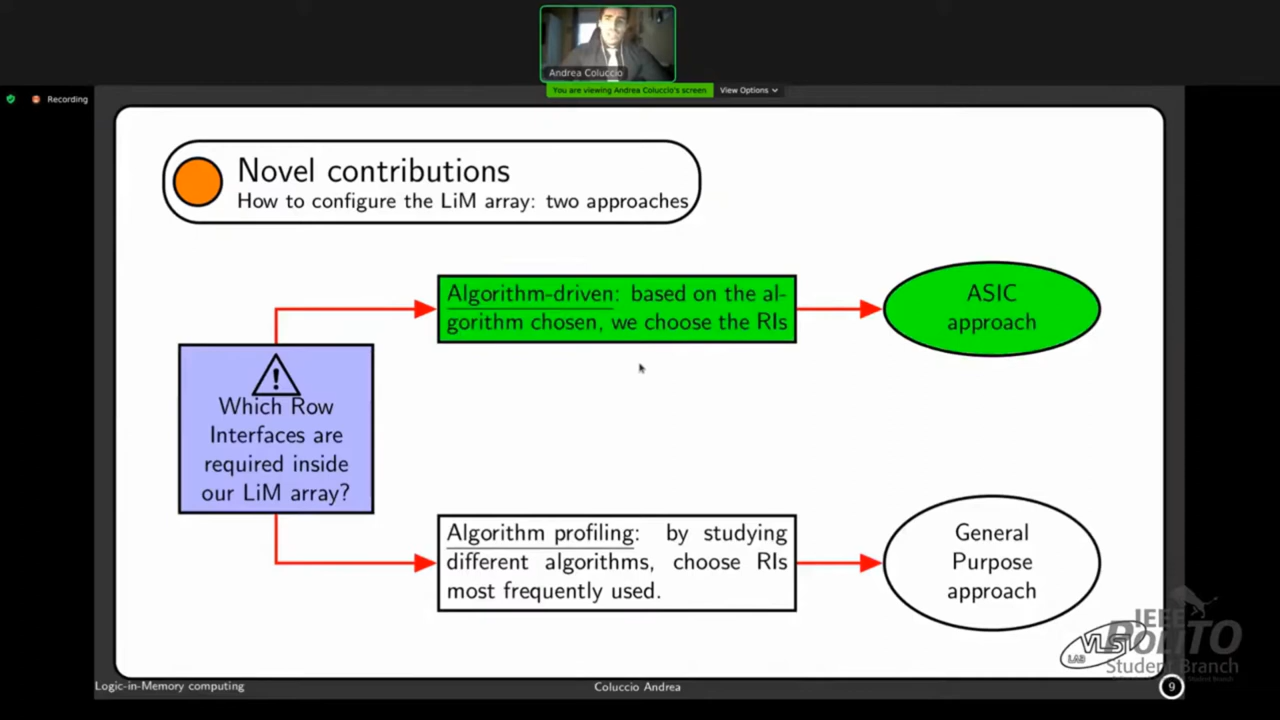 Andrea Coluccio
You are viewing Andrea Coluccio's screen
View Options
Recording
Novel contributions
How to configure the LiM array: two approaches
Algorithm-driven: based on the al-
gorithm chosen, we choose the RIs
ASIC
approach
!
Which Row
Interfaces are
required inside
our LiM array?
Algorithm profiling: by studying
different algorithms, choose RIs
most frequently used.
General
Purpose
approach
IEEE
POLITO
Student Branch
Student Branch
VLSI
LAB
Logic-in-Memory computing
Coluccio Andrea
9